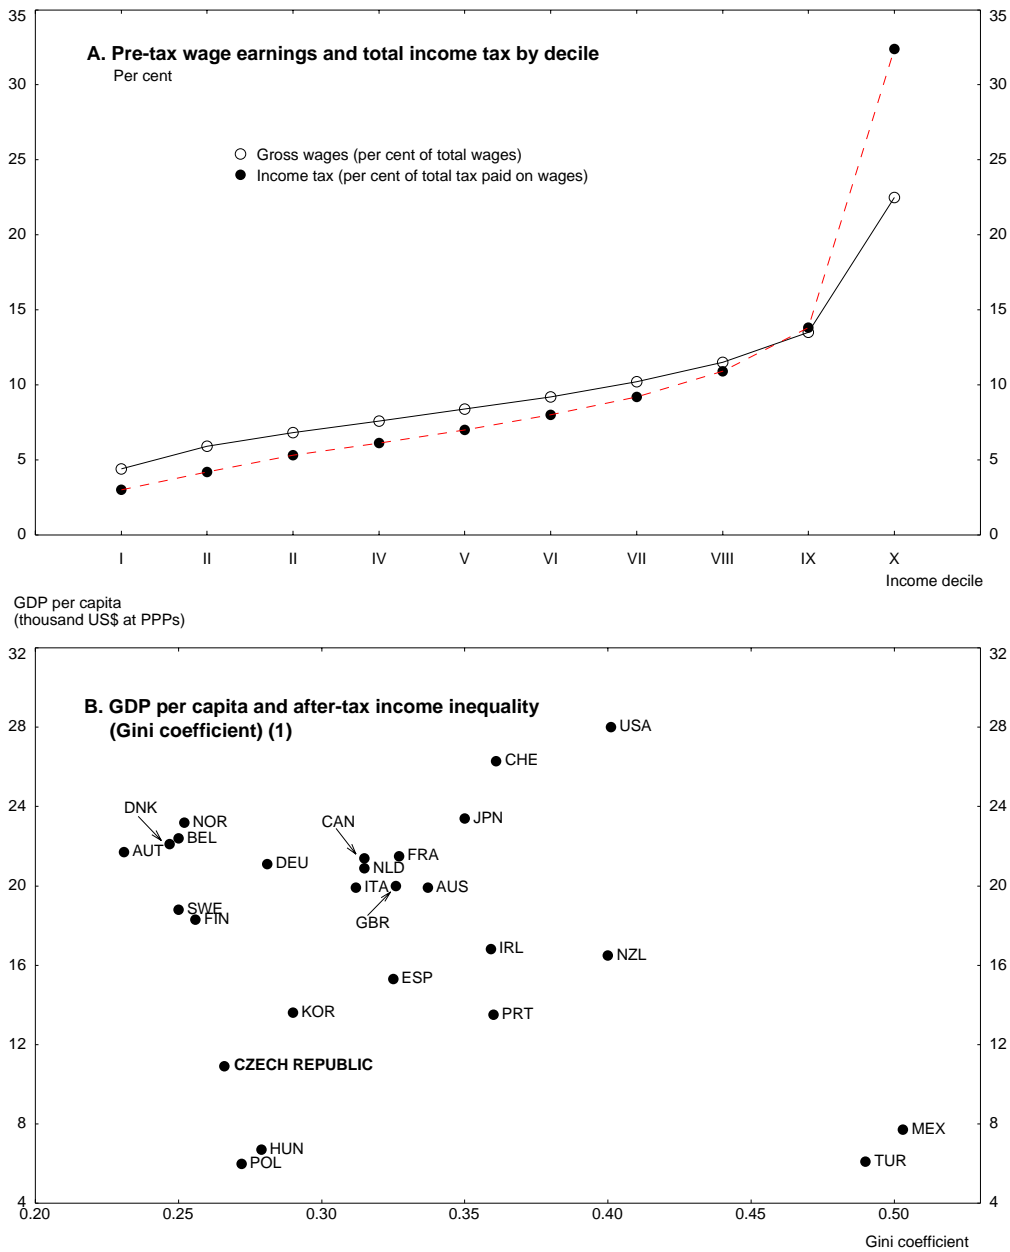 35 35
A. Pre-tax wage earnings and total income tax by decile
Per cent
30 30
Gross wages (per cent of total wages)
Income tax (per cent of total tax paid on wages)
25 25
20 20
15 15
10 10
5 5
0 0
I II II IV V VI VII VIII IX X
Income decile
GDP per capita
(thousand US$ at PPPs)
32 32
B. GDP per capita and after-tax income inequality
(Gini coefficient) (1)
28 USA 28
CHE
24 24
DNK NOR CAN JPN
BEL
AUT DEU FRA
NLD
20 ITA AUS 20
SWE
FIN GBR
IRL NZL
16 ESP 16
KOR PRT
12 12
CZECH REPUBLIC
8 8
MEX
HUN
POL TUR
4 4
0.20 0.25 0.30 0.35 0.40 0.45 0.50
Gini coefficient